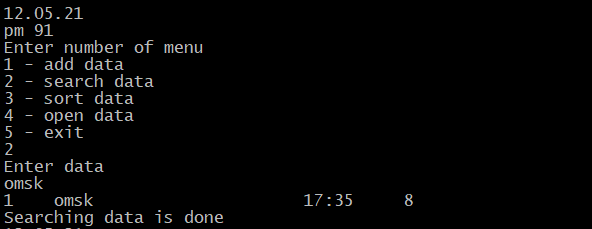 12.05.21
pm 91
Enter number of menu
1 - add data
2 - search data
3 - sort data
4 - open data
5 - exit
2
Enter data
omsk
1    omsk                     17:35     8
Searching data is done